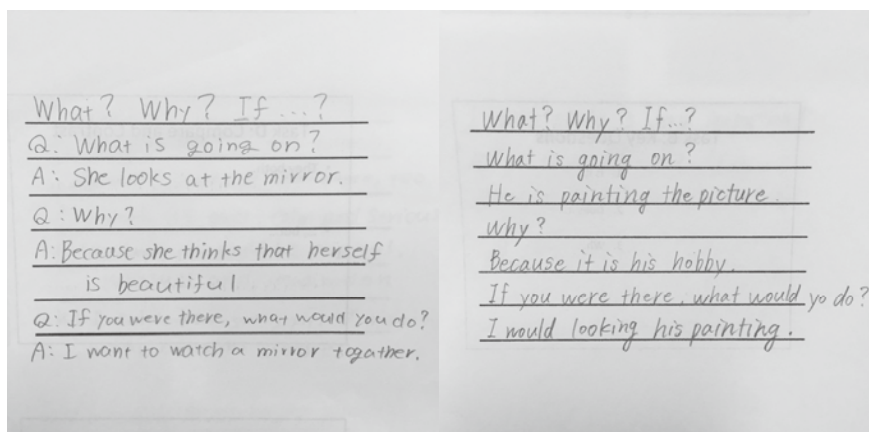 What? Why? If ...?
Q: What is going on?
A: She looks at the mirror.
Q: Why?
A: Because she thinks that herself
is beautiful
Q: If you were there, what would you do?
A: I want to watch a mirror togather.
What? Why? If...?
What is going on?
He is painting the picture.
Why?
Because it is his hobby.
If you were there, what would yo do?
I would looking his painting.